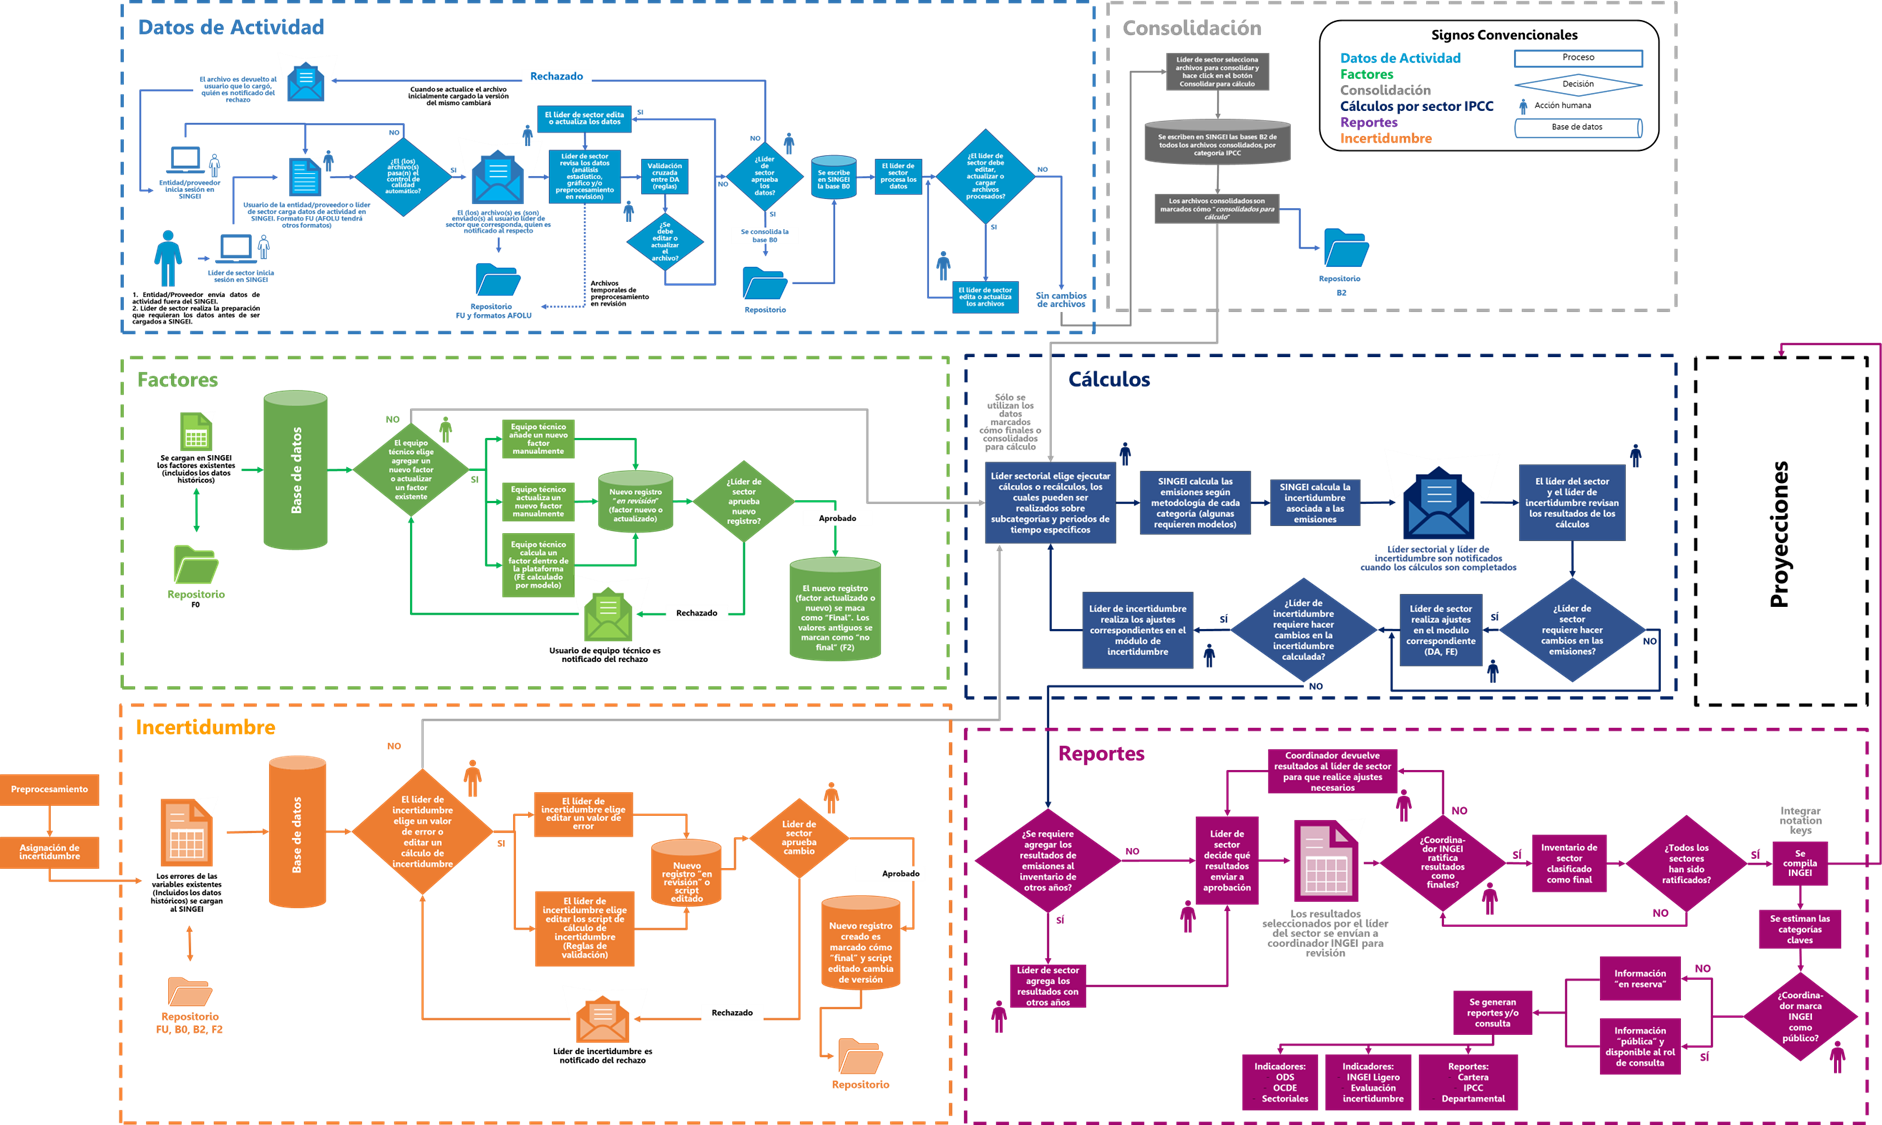 Datos de Actividad
Rechazado
El archivo es devuelto al
usuario que lo cargó,
quién es notificado del
rechazo
Cuando se actualice el archivo
inicialmente cargado la versión
del mismo cambiará
NO
Entidad/proveedor
inicia sesión en
SINGEI
Usuario de la entidad/proveedor o líder
de sector carga datos de actividad en
SINGEI. Formato FU (AFOLU tendrá
otros formatos)
¿El (los)
archivo(s)
pasa(n) el
control de
calidad
automático?
SI
El (los) archivo(s) es (son)
enviado(s) al usuario líder de
sector que corresponda, quien es
notificado al respecto
Repositorio
FU y formatos AFOLU
El líder de sector edita
o actualiza los datos
SI
Líder de sector
revisa los datos
(análisis
estadístico,
gráfico y/o
preprocesamiento
en revisión)
Validación
cruzada
entre DA
(reglas)
¿Se
debe
editar o
actualizar
el
archivo?
NO
Archivos
temporales de
preprocesamiento
en revisión
NO
¿Líder
de
sector
aprueba
los
datos?
SI
Se consolida la
base B0
Repositorio
Se escribe
en SINGEI
la base B0
El líder de
sector
procesa los
datos
¿El líder de
sector debe
editar,
actualizar o
cargar
archivos
procesados?
NO
SI
El líder de sector
edita o actualiza
los archivos
Sin cambios
de archivos
Líder de sector inicia
sesión en SINGEI
1. Entidad/Proveedor envía datos de
actividad fuera del SINGEI.
2. Líder de sector realiza la preparación
que requieran los datos antes de ser
cargados a SINGEI.
Consolidación
Líder de sector selecciona
archivos para consolidar y
hace click en el botón
Consolidar para cálculo
Se escriben en SINGEI las bases B2 de
todos los archivos consolidados, por
categoría IPCC
Los archivos consolidados son
marcados cómo "consolidados para
cálculo"
Repositorio
B2
Signos Convencionales
Datos de Actividad
Factores
Consolidación
Cálculos por sector IPCC
Reportes
Incertidumbre
Proceso
Decisión
Acción humana
Base de datos
Factores
Se cargan en SINGEI
los factores existentes
(incluidos los datos
históricos)
Repositorio
F0
Base de datos
NO
El equipo
técnico elige
agregar un
nuevo factor
o actualizar
un factor
existente
SI
Equipo técnico
añade un nuevo
factor
manualmente
Equipo técnico
actualiza un
nuevo factor
manualmente
Equipo técnico
calcula un
factor dentro de
la plataforma
(FE calculado
por modelo)
Nuevo registro
"en revisión"
(factor nuevo o
actualizado)
¿Líder de
sector
aprueba
nuevo
registro?
Aprobado
El nuevo registro
(factor actualizado o
nuevo) se maca
como "Final". Los
valores antiguos se
marcan como "no
final" (F2)
Rechazado
Usuario de equipo técnico es
notificado del rechazo
Cálculos
Sólo se
utilizan los
datos
marcados
cómo finales o
consolidados
para cálculo
Líder sectorial elige ejecutar
cálculos o recálculos, los
cuales pueden ser
realizados sobre
subcategorías y periodos de
tiempo específicos
SINGEI calcula las
emisiones según
metodología de cada
categoría (algunas
requieren modelos)
SINGEI calcula la
incertidumbre
asociada a las
emisiones
Líder sectorial y líder de
incertidumbre son notificados
cuando los cálculos son completados
El líder del sector
y el líder de
incertidumbre revisan
los resultados de los
cálculos
¿Líder de
sector
requiere hacer
cambios en las
emisiones?
NO
SÍ
Líder de sector
realiza ajustes
en el modulo
correspondiente
(DA, FE)
¿Líder de
incertidumbre
requiere hacer
cambios en la
incertidumbre
calculada?
SÍ
NO
Líder de incertidumbre
realiza los ajustes
correspondientes en el
módulo de
incertidumbre
Proyecciones
Incertidumbre
Preprocesamiento
Asignación de
incertidumbre
Los errores de las
variables existentes
(Incluidos los datos
históricos) se cargan
al SINGEI
Repositorio
FU, B0, B2, F2
Base de datos
NO
El líder de
incertidumbre
elige un valor
de error o
editar un
cálculo de
incertidumbre
SI
El líder de
incertidumbre elige
editar un valor de
error
El líder de
incertidumbre elige
editar los script de
cálculo de
incertidumbre
(Reglas de
validación)
Nuevo
registro "en
revisión" o
script
editado
Líder de
sector
aprueba
cambio
Aprobado
Nuevo registro
creado es
marcado cómo
"final" y script
editado cambia
de versión
Rechazado
Líder de incertidumbre es
notificado del rechazo
Repositorio
Reportes
¿Se requiere
agregar los
resultados de
emisiones al
inventario de
otros años?
NO
SÍ
Líder de sector
agrega los
resultados con
otros años
Coordinador devuelve
resultados al líder de sector
para que realice ajustes
necesarios
Líder de
sector
decide qué
resultados
enviar a
aprobación
Los resultados
seleccionados por el líder
del sector se envían a
coordinador INGEI para
revisión
NO
¿Coordina-
dor INGEI
ratifica
resultados
como
finales?
SÍ
Inventario de
sector
clasificado
como final
¿Todos los
sectores
han sido
ratificados?
NO
SÍ
Integrar
notation
keys
Se
compila
INGEI
Se estiman las
categorías
claves
¿Coordina-
dor marca
INGEI
como
público?
NO
SÍ
Información
"en reserva"
Información
"pública" y
disponible al rol
de consulta
Se generan
reportes y/o
consulta
Indicadores:
- ODS
- OCDE
- Sectoriales
Indicadores:
- INGEI Ligero
- Evaluación
incertidumbre
Reportes:
- Cartera
- IPCC
- Departamental